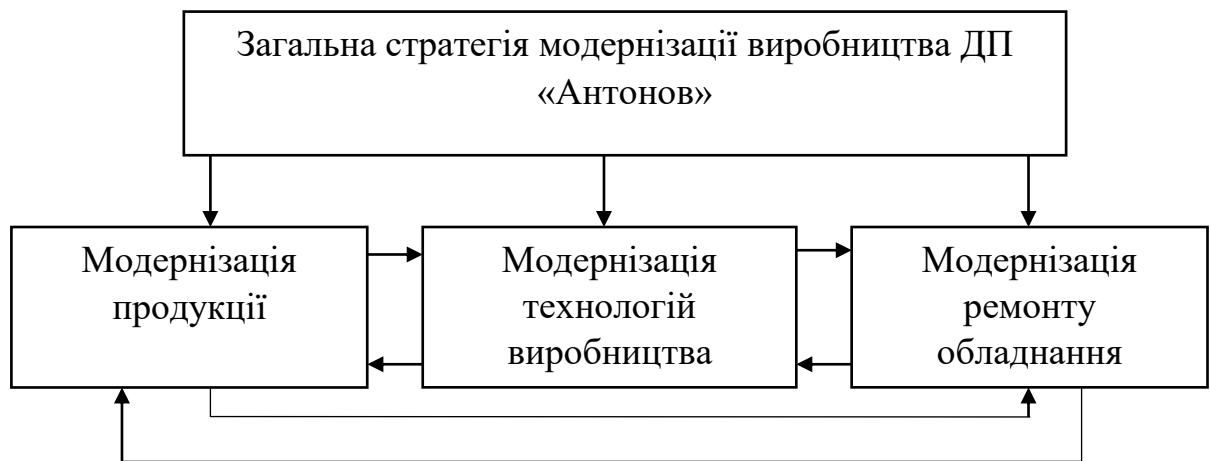 Загальна стратегія модернізації виробництва ДП
«Антонов»
Модернізація
продукції
Модернізація
технологій
виробництва
Модернізація
ремонту
обладнання